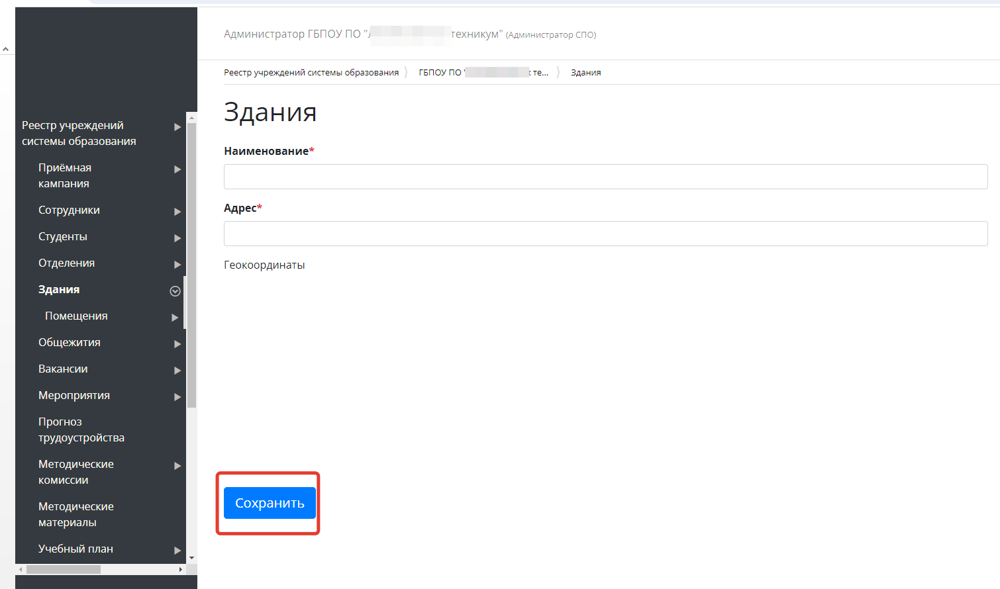 Администратор ГБПОУ ПО " техникум" (Администратор СПО)
Реестр учреждений системы образования
ГБПОУ ПО " те...
Здания
Здания
Наименование*
Адрес*
Геокоординаты
Сохранить
Реестр учреждений
системы образования
Приёмная
кампания
Сотрудники
Студенты
Отделения
Здания
Помещения
Общежития
Вакансии
Мероприятия
Прогноз
трудоустройства
Методические
комиссии
Методические
материалы
Учебный план